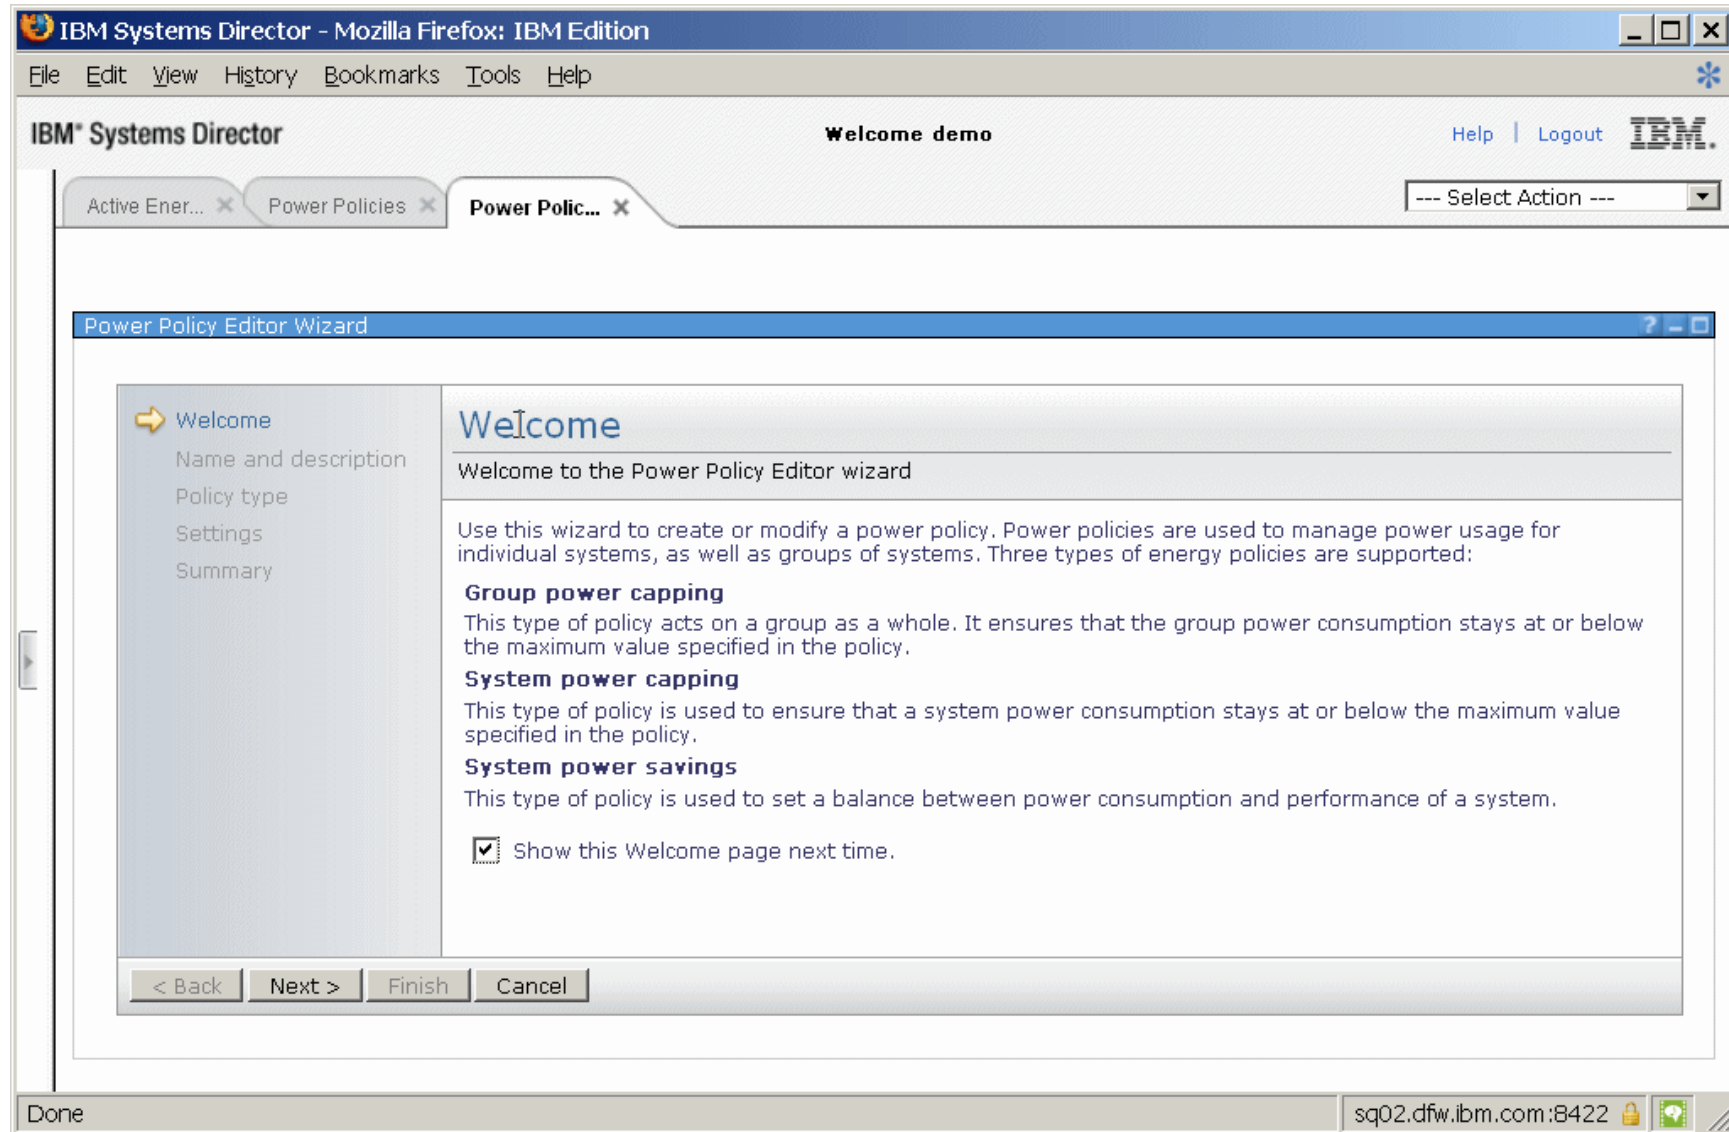 IBM Systems Director - Mozilla Firefox: IBM Edition
File Edit View History Bookmarks Tools Help
IBM® Systems Director
Welcome demo
Help | Logout IBM.
Active Ener... Power Policies Power Polic...
--- Select Action ---
Power Policy Editor Wizard
Welcome
Name and description
Policy type
Settings
Summary
Welcome
Welcome to the Power Policy Editor wizard
Use this wizard to create or modify a power policy. Power policies are used to manage power usage for
individual systems, as well as groups of systems. Three types of energy policies are supported:
Group power capping
This type of policy acts on a group as a whole. It ensures that the group power consumption stays at or below
the maximum value specified in the policy.
System power capping
This type of policy is used to ensure that a system power consumption stays at or below the maximum value
specified in the policy.
System power savings
This type of policy is used to set a balance between power consumption and performance of a system.
Show this Welcome page next time.
< Back Next > Finish Cancel
Done
sq02.dfw.ibm.com:8422